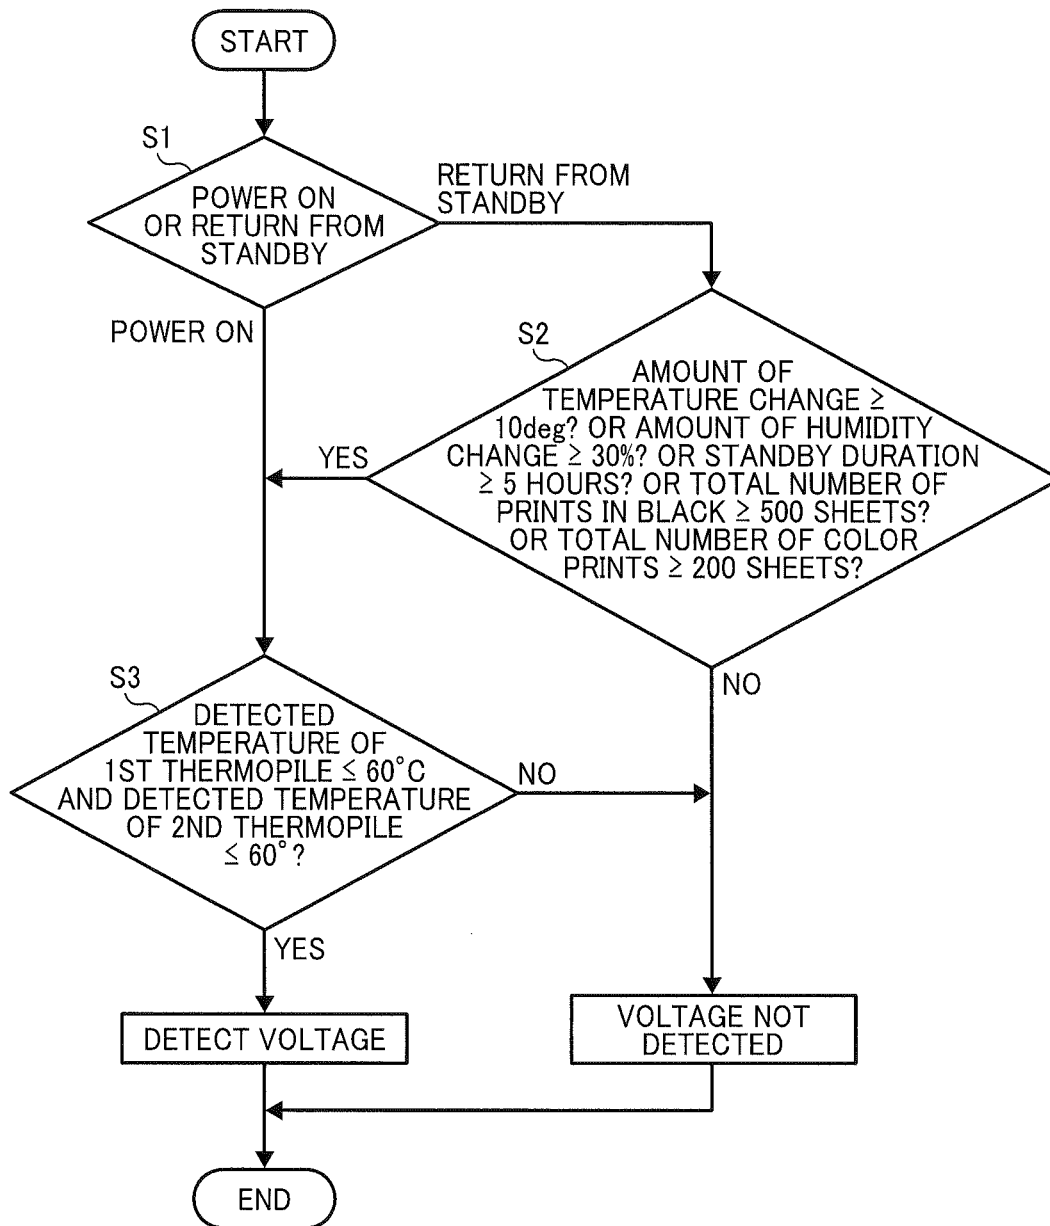 START
S1
POWER ON
OR RETURN FROM
STANDBY
RETURN FROM
STANDBY
POWER ON
S2
AMOUNT OF
TEMPERATURE CHANGE ≥
10deg? OR AMOUNT OF HUMIDITY
CHANGE ≥ 30%? OR STANDBY DURATION
≥ 5 HOURS? OR TOTAL NUMBER OF
PRINTS IN BLACK ≥ 500 SHEETS?
OR TOTAL NUMBER OF COLOR
PRINTS ≥ 200 SHEETS?
YES
NO
S3
DETECTED
TEMPERATURE OF
1ST THERMOPILE ≤ 60°C
AND DETECTED TEMPERATURE
OF 2ND THERMOPILE
≤ 60°?
NO
YES
DETECT VOLTAGE
VOLTAGE NOT
DETECTED
END